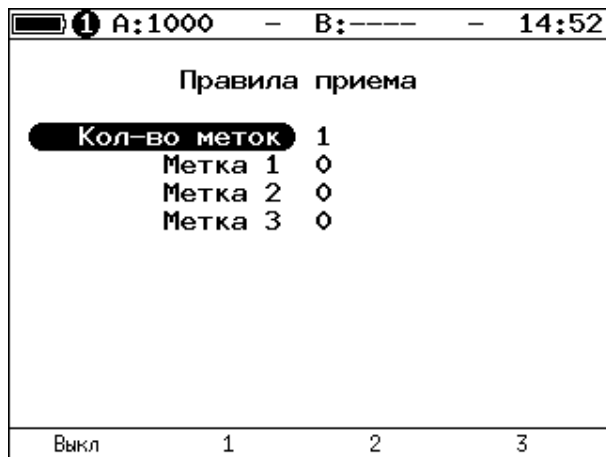 1 A:1000 – B:---- – 14:52
Правила приема
Кол-во меток 1
Метка 1 0
Метка 2 0
Метка 3 0
Выкл 1 2 3